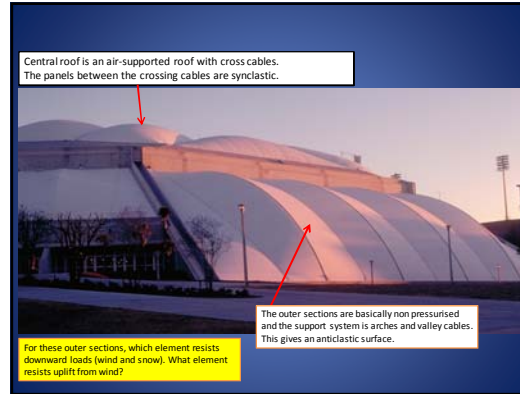 Central roof is an air-supported roof with cross cables.
The panels between the crossing cables are synclastic.
The outer sections are basically non pressurised
and the support system is arches and valley cables.
This gives an anticlastic surface.
For these outer sections, which element resists
downward loads (wind and snow). What element
resists uplift from wind?